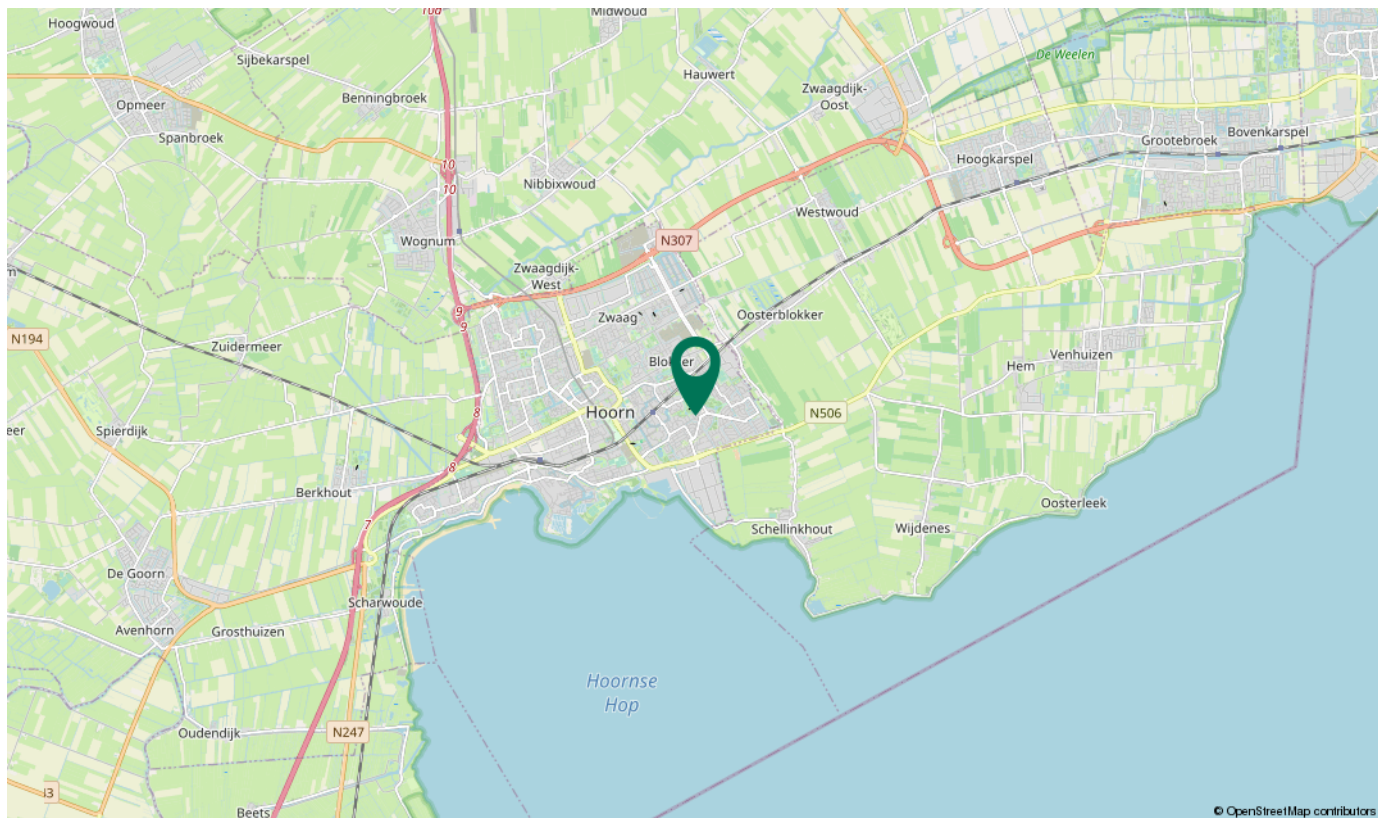 10a
Hoogwoud
Midwoud
Sijbekarspel
De Weelen
Hauwert
Benningbroek
Zwaagdijk-
Oost
Opmeer
Spanbroek
Grootebroek
Bovenkarspel
Hoogkarspel
10
10
Nibbixwoud
Westwoud
Wognum
N307
Zwaagdijk-
West
9
9
Zwaag
Oosterblokker
N194
Zuidermeer
Venhuizen
Hem
Hoorn
N506
8
Spierdijk
8
Berkhout
Oosterleek
7
Schellinkhout
Wijdenes
De Goorn
Scharwoude
Avenhorn
Grosthuizen
Hoornse
Hop
Oudendijk
N247
Beets
© OpenStreetMap contributors